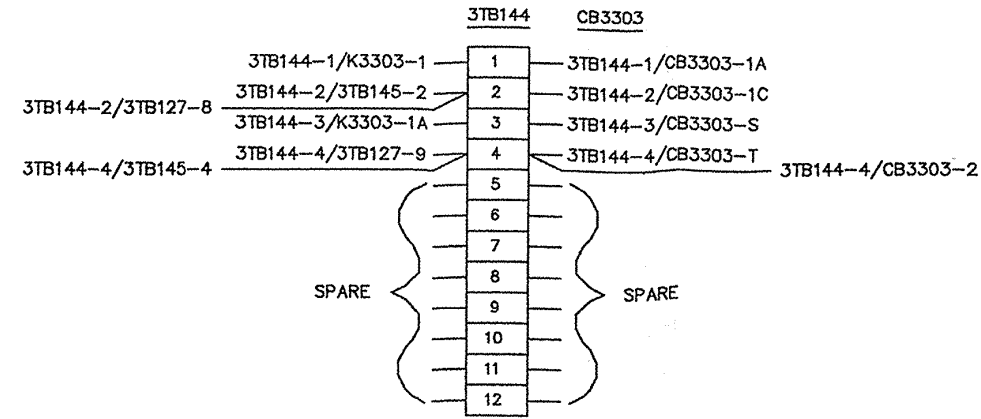 3TB144 CB3303
3TB144-1/K3303-1 1 3TB144-1/CB3303-1A
3TB144-2/3TB145-2 2 3TB144-2/CB3303-1C
3TB144-2/3TB127-8
3TB144-3/K3303-1A 3 3TB144-3/CB3303-S
3TB144-4/3TB127-9 4 3TB144-4/CB3303-T
3TB144-4/3TB145-4 3TB144-4/CB3303-2
5
6
7
8
SPARE SPARE
9
10
11
12